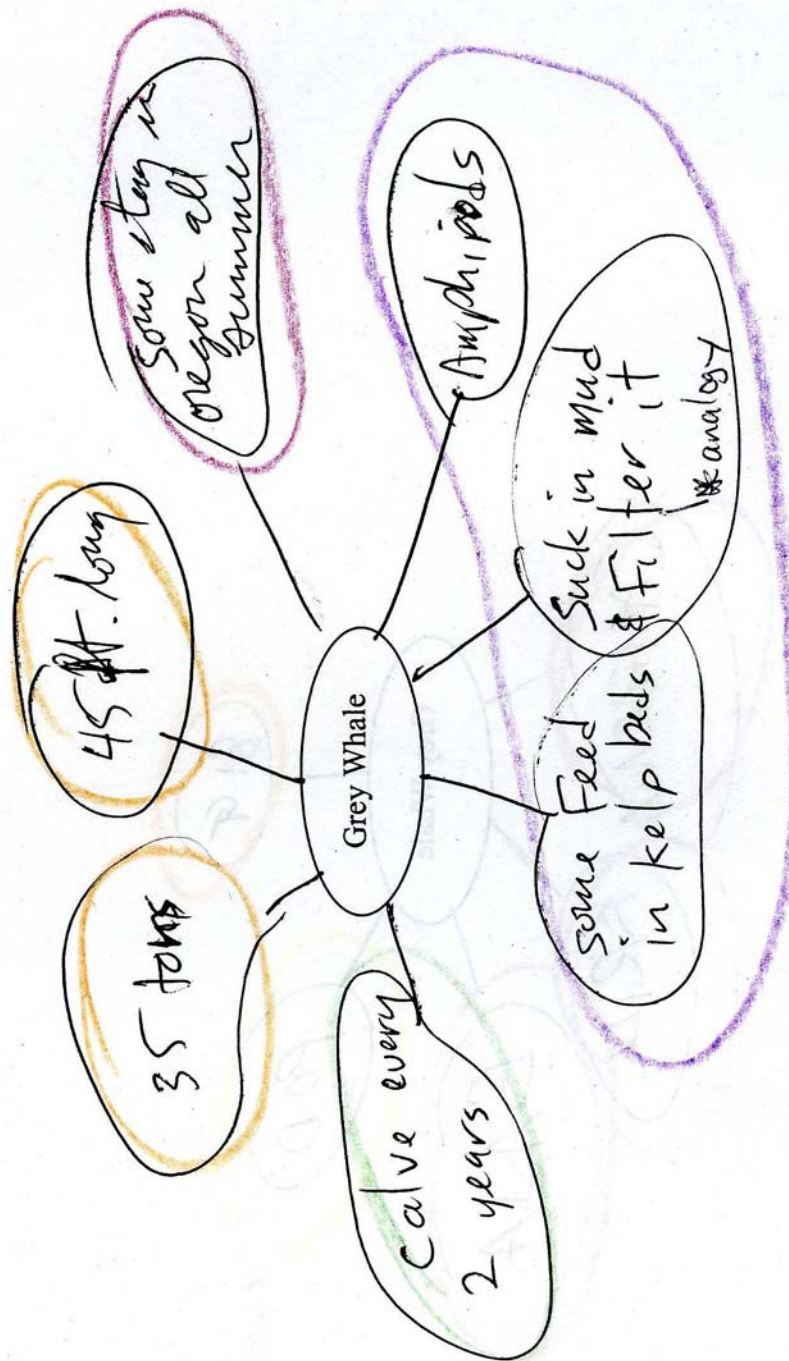 35 tons
45 ft. long
Some stay in
oregon all
summer
Grey Whale
Calve every
2 years
Some Feed
in kelp beds
Suck in mud
& Filter it
*analogy
Amphipods